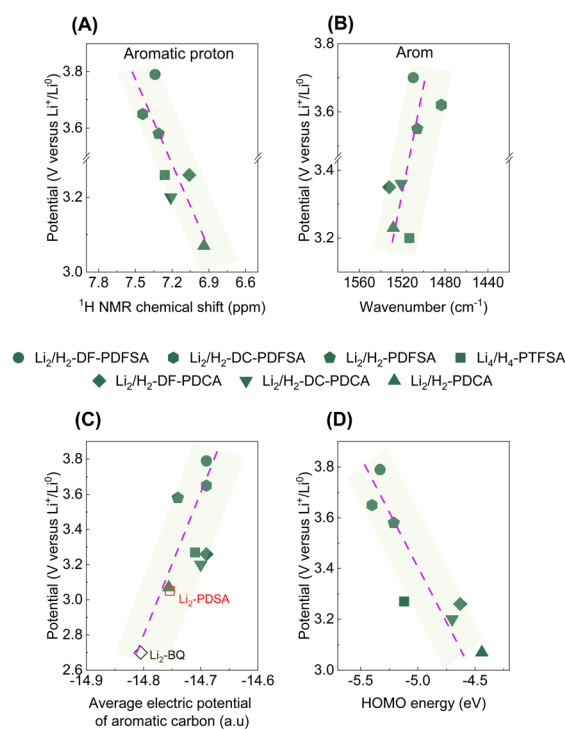 (A)
Aromatic proton
Potential (V versus Li⁺/Li⁰)
3.8
3.6
3.2
3.0
7.8 7.5 7.2 6.9 6.6
¹H NMR chemical shift (ppm)
(B)
Arom
Potential (V versus Li⁺/Li⁰)
3.8
3.6
3.4
3.2
1560 1520 1480 1440
Wavenumber (cm⁻¹)
Li₂/H₂-DF-PDFSA Li₂/H₂-DC-PDFSA Li₂/H₂-PDFSA Li₄/H₄-PTFSA
Li₂/H₂-DF-PDCA Li₂/H₂-DC-PDCA Li₂/H₂-PDCA
(C)
Potential (V versus Li⁺/Li⁰)
3.8
3.6
3.4
3.2
3.0
2.8
2.6
Li₂-PDSA
Li₂-BQ
-14.9 -14.8 -14.7 -14.6
Average electric potential
of aromatic carbon (a.u)
(D)
Potential (V versus Li⁺/Li⁰)
3.9
3.6
3.3
3.0
-5.5 -5.0 -4.5
HOMO energy (eV)